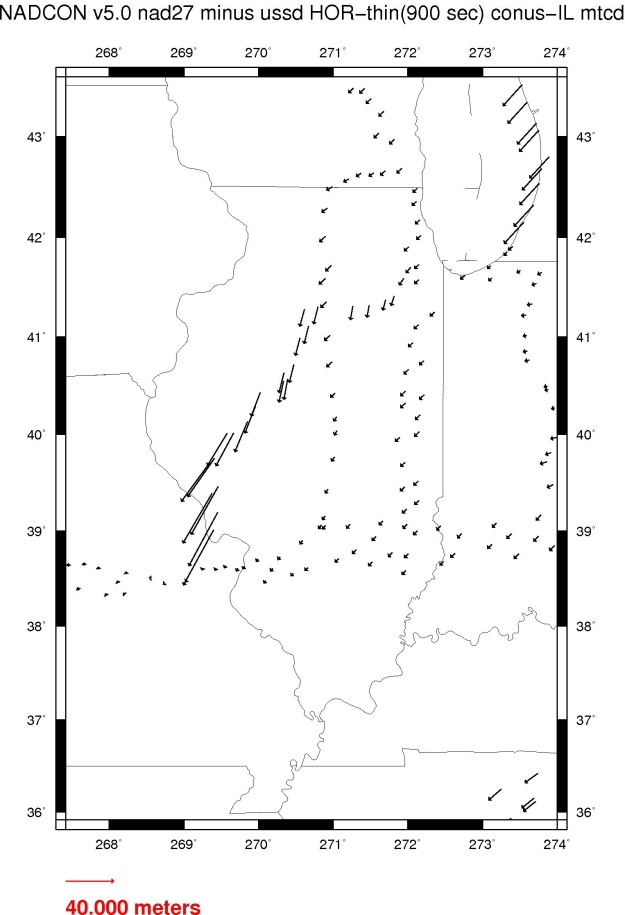 NADCON v5.0 nad27 minus ussd HOR−thin(900 sec) conus−IL mtcd
268˚ 269˚ 270˚ 271˚ 272˚ 273˚ 274˚
43˚ 43˚
42˚ 42˚
41˚ 41˚
40˚ 40˚
39˚ 39˚
38˚ 38˚
37˚ 37˚
36˚ 36˚
268˚ 269˚ 270˚ 271˚ 272˚ 273˚ 274˚
40.000 meters